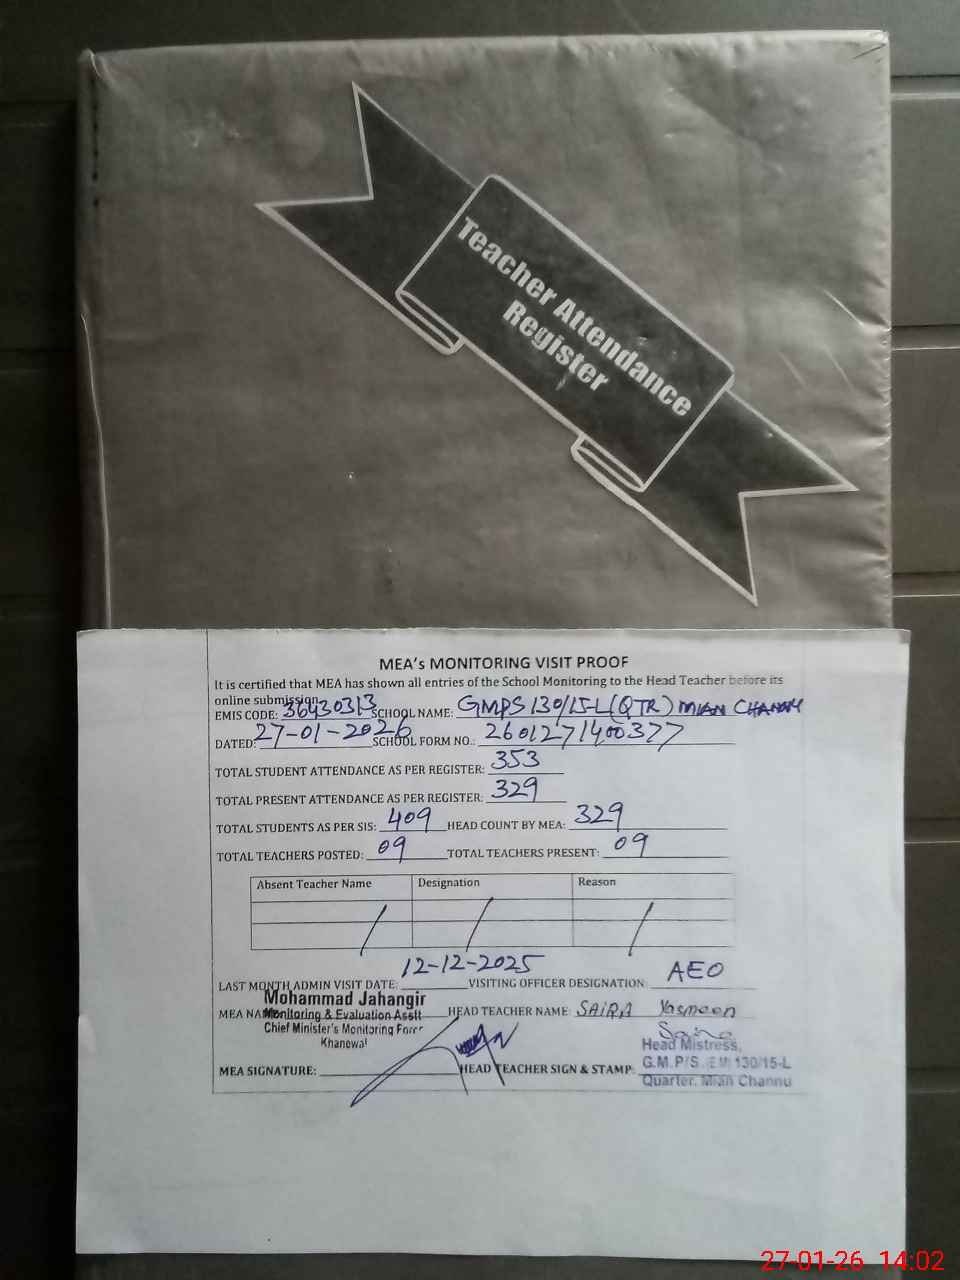 Teacher Attendance
Register
MEA's MONITORING VISIT PROOF
It is certified that MEA has shown all entries of the School Monitoring to the Head Teacher before its
online submission.
EMIS CODE: 36430313 SCHOOL NAME: GMPS 130/15-L (QTR) MIAN CHANNU
DATED: 27-01-2026 SCHOOL FORM NO.: 2601271400377
TOTAL STUDENT ATTENDANCE AS PER REGISTER: 353
TOTAL PRESENT ATTENDANCE AS PER REGISTER: 329
TOTAL STUDENTS AS PER SIS: 409 HEAD COUNT BY MEA: 329
TOTAL TEACHERS POSTED: 09 TOTAL TEACHERS PRESENT: 09
Absent Teacher Name Designation Reason
LAST MONTH ADMIN VISIT DATE: 12-12-2025 VISITING OFFICER DESIGNATION: AEO
MEA NAME: Mohammad Jahangir HEAD TEACHER NAME: SAIRA Yasmeen
Monitoring & Evaluation Asstt
Chief Minister's Monitoring Force
Khanewal
MEA SIGNATURE: HEAD TEACHER SIGN & STAMP: Saira
Head Mistress,
G.M.P/S. (EM) 130/15-L
Quarter, Mian Channu
27-01-26 14:02